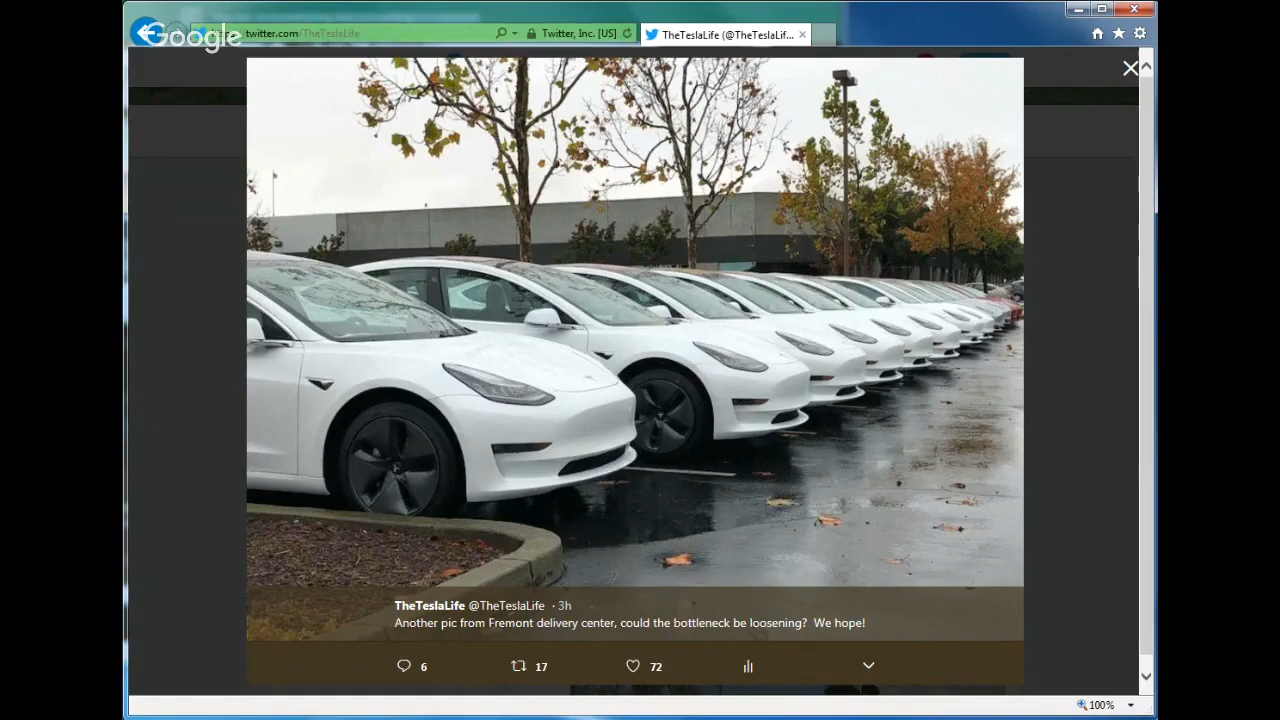 Google
twitter.com/TheTeslaLife
Twitter, Inc. [US]
TheTeslaLife (@TheTeslaLif...
TheTeslaLife @TheTeslaLife · 3h
Another pic from Fremont delivery center, could the bottleneck be loosening? We hope!
6 17 72
100%